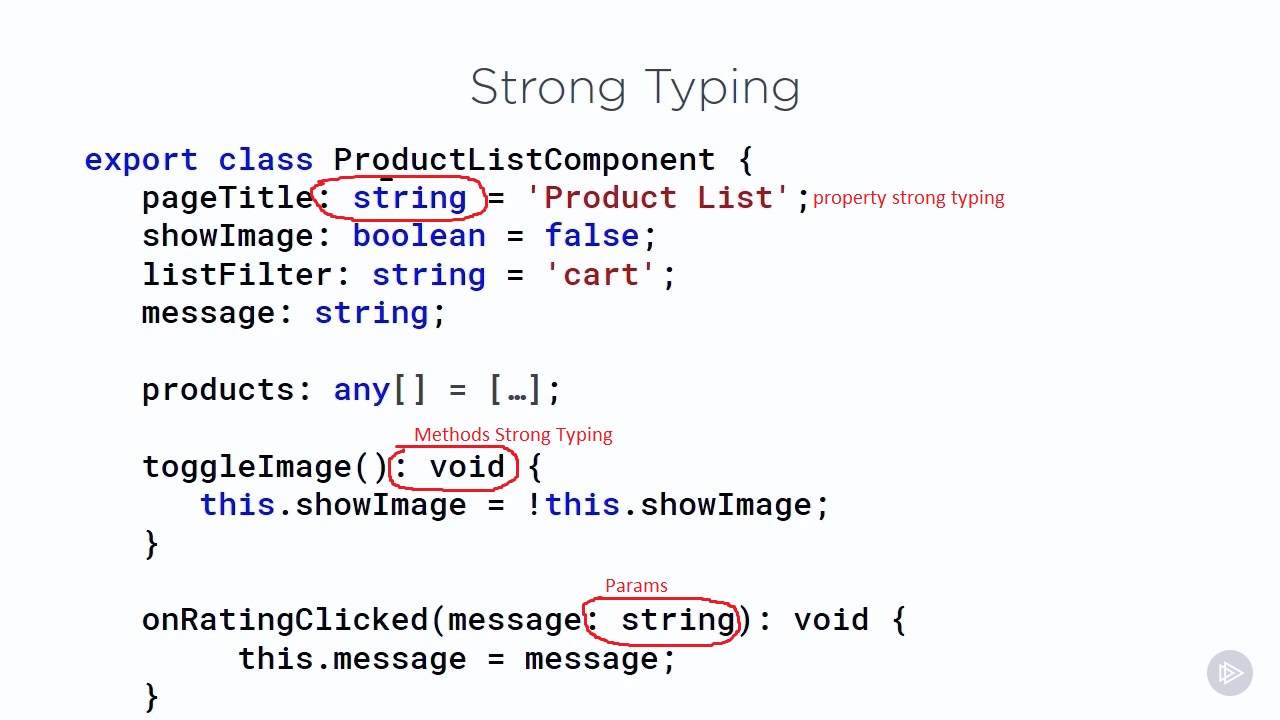 Strong Typing
export class ProductListComponent {
pageTitle: string = 'Product List'; property strong typing
showImage: boolean = false;
listFilter: string = 'cart';
message: string;
products: any[] = […];
Methods Strong Typing
toggleImage(): void {
this.showImage = !this.showImage;
}
Params
onRatingClicked(message: string): void {
this.message = message;
}